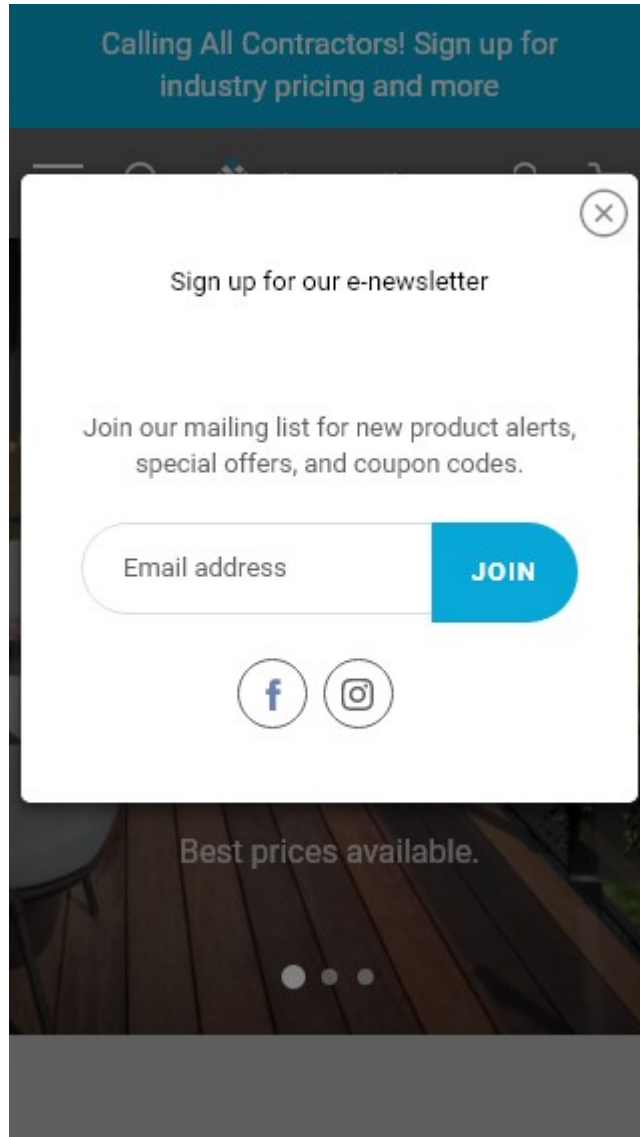 Calling All Contractors! Sign up for
industry pricing and more
Sign up for our e-newsletter
Join our mailing list for new product alerts,
special offers, and coupon codes.
Email address
JOIN
Best prices available.